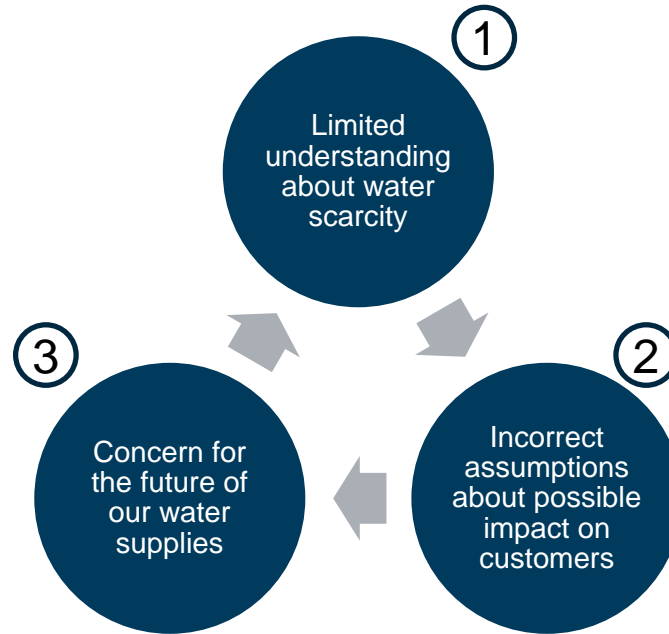 1
Limited
understanding
about water
scarcity
2
Incorrect
assumptions
about possible
impact on
customers
3
Concern for
the future of
our water
supplies